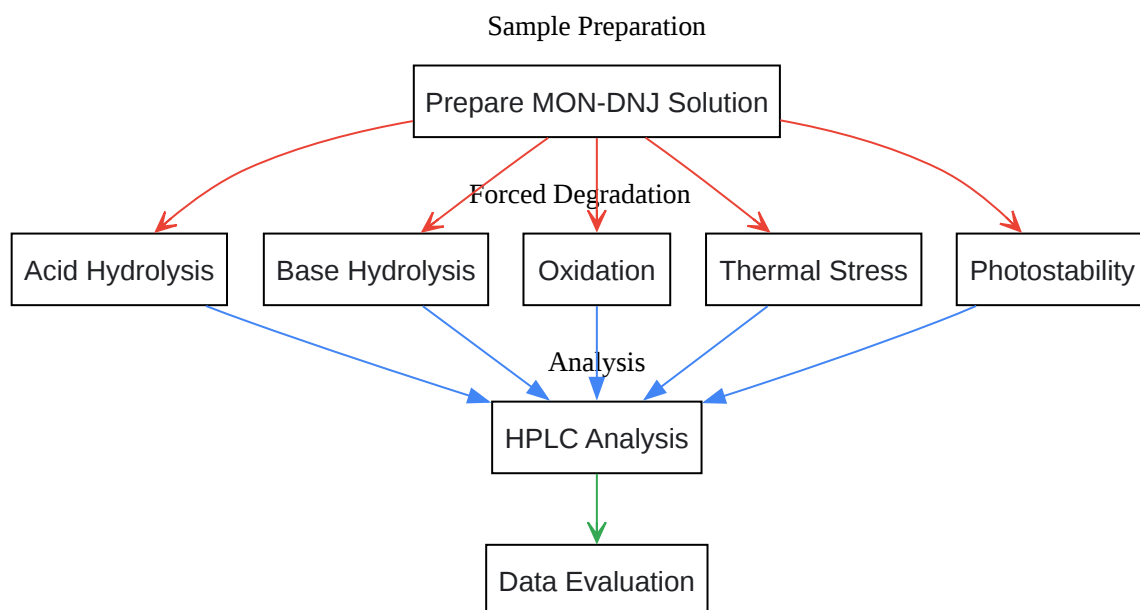 Sample Preparation
Prepare MON-DNJ Solution
Forced Degradation
Acid Hydrolysis
Base Hydrolysis
Oxidation
Thermal Stress
Photostability
Analysis
HPLC Analysis
Data Evaluation